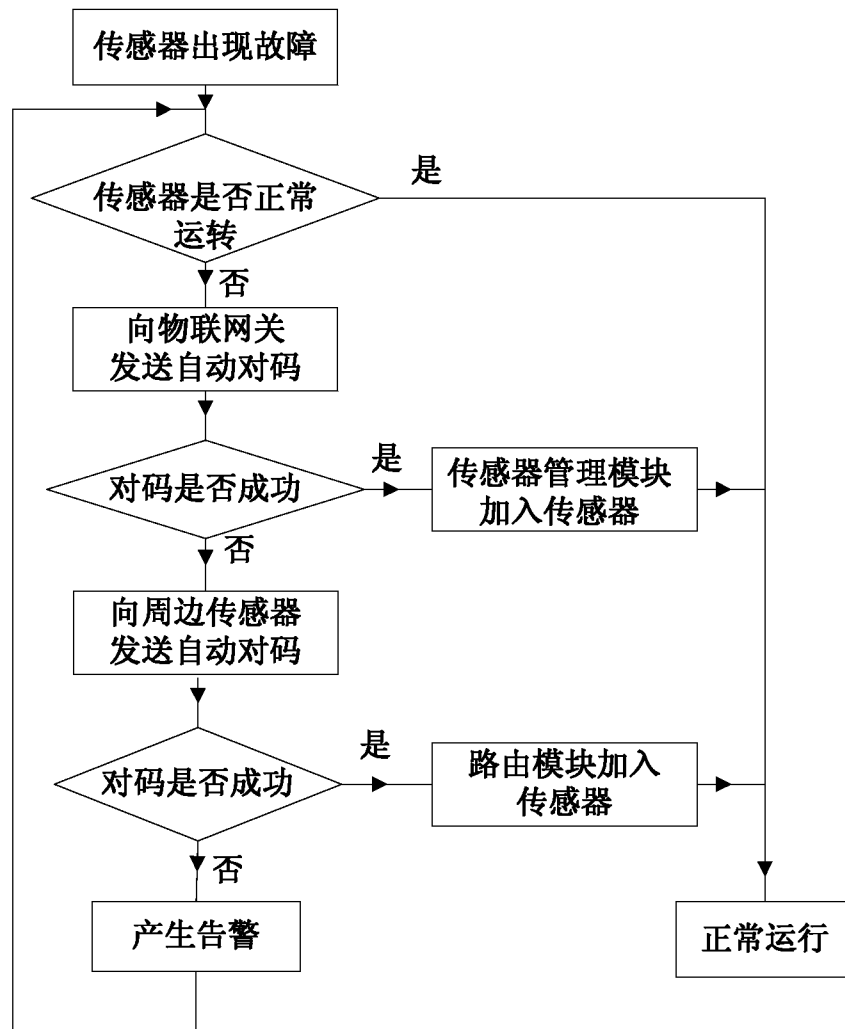 传感器出现故障
是
传感器是否正常
运转
否
向物联网关
发送自动对码
是
对码是否成功
传感器管理模块
加入传感器
否
向周边传感器
发送自动对码
是
对码是否成功
路由模块加入
传感器
否
产生告警
正常运行